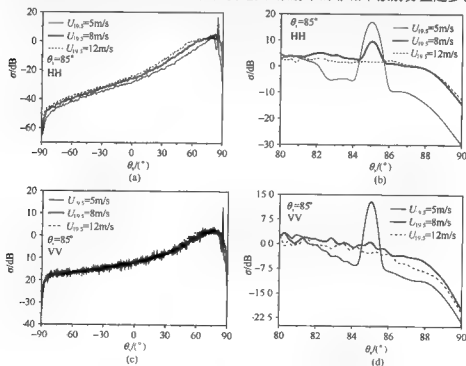 U₁₉.₅=5m/s
U₁₉.₅=8m/s
U₁₉.₅=12m/s
θᵢ=85°
HH
σ/dB
20
0
-20
-40
-60
-90
-60
-30
0
30
60
90
θₛ/(°)
(a)
U₁₉.₅=5m/s
U₁₉.₅=8m/s
U₁₉.₅=12m/s
θᵢ=85°
HH
σ/dB
20
10
0
-10
-20
-30
80
82
84
86
88
90
θₛ/(°)
(b)
U₁₉.₅=5m/s
U₁₉.₅=8m/s
U₁₉.₅=12m/s
θᵢ=85°
VV
σ/dB
20
10
0
-10
-20
-30
-40
-90
-60
-30
0
30
60
90
θₛ/(°)
(c)
θᵢ=85°
VV
U₁₉.₅=5m/s
U₁₉.₅=8m/s
U₁₉.₅=12m/s
σ/dB
15 0
7.5
0.0
-7.5
-15.0
-22 5
80
82
84
86
88
90
θₛ/(°)
(d)